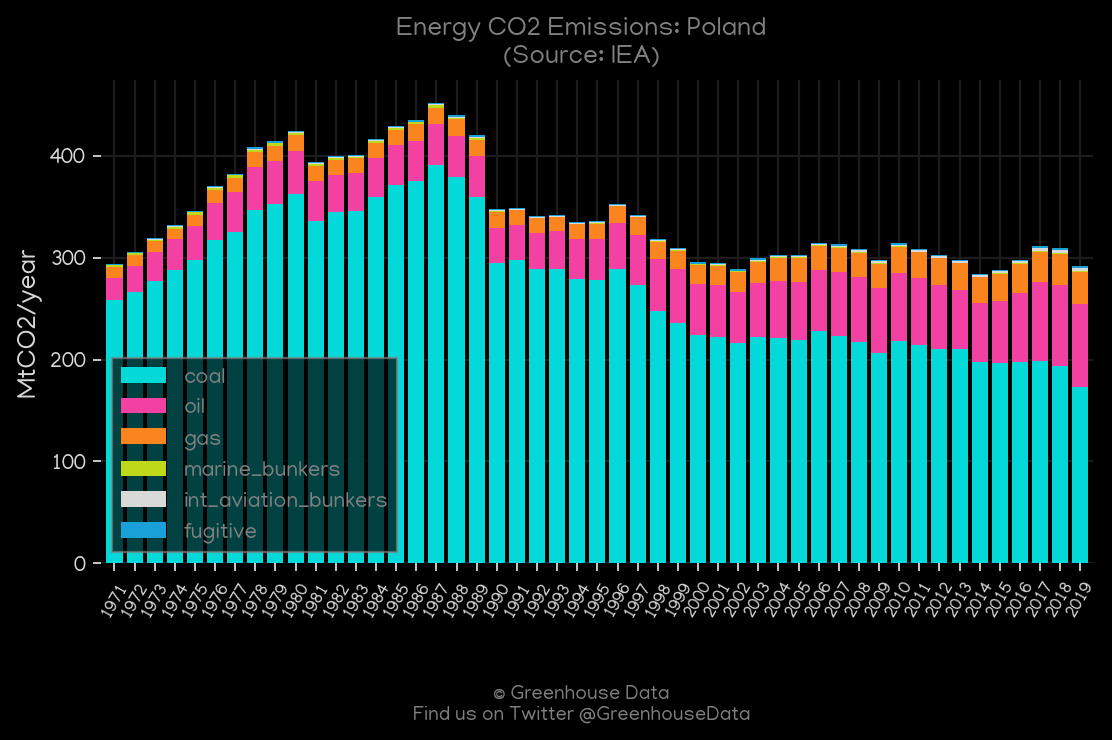 Energy CO2 Emissions: Poland
(Source: IEA)
MtCO2/year
400
300
200
100
0
coal
oil
gas
marine_bunkers
int_aviation_bunkers
fugitive
1971 1972 1973 1974 1975 1976 1977 1978 1979 1980 1981 1982 1983 1984 1985 1986 1987 1988 1989 1990 1991 1992 1993 1994 1995 1996 1997 1998 1999 2000 2001 2002 2003 2004 2005 2006 2007 2008 2009 2010 2011 2012 2013 2014 2015 2016 2017 2018 2019
© Greenhouse Data
Find us on Twitter @GreenhouseData